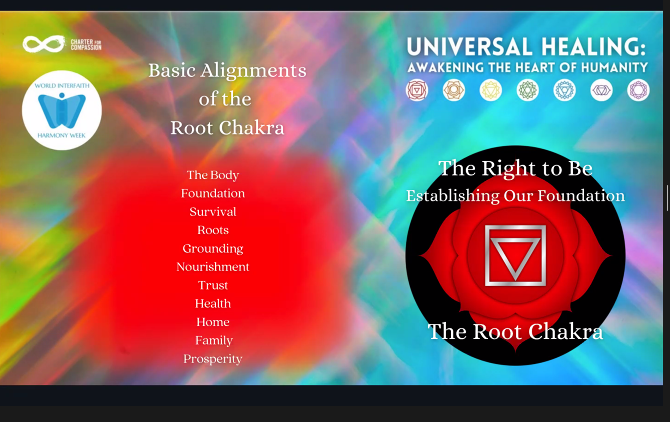 CHARTER FOR
COMPASSION
WORLD INTERFAITH
HARMONY WEEK
Basic Alignments
of the
Root Chakra
The Body
Foundation
Survival
Roots
Grounding
Nourishment
Trust
Health
Home
Family
Prosperity
UNIVERSAL HEALING:
AWAKENING THE HEART OF HUMANITY
The Right to Be
Establishing Our Foundation
The Root Chakra